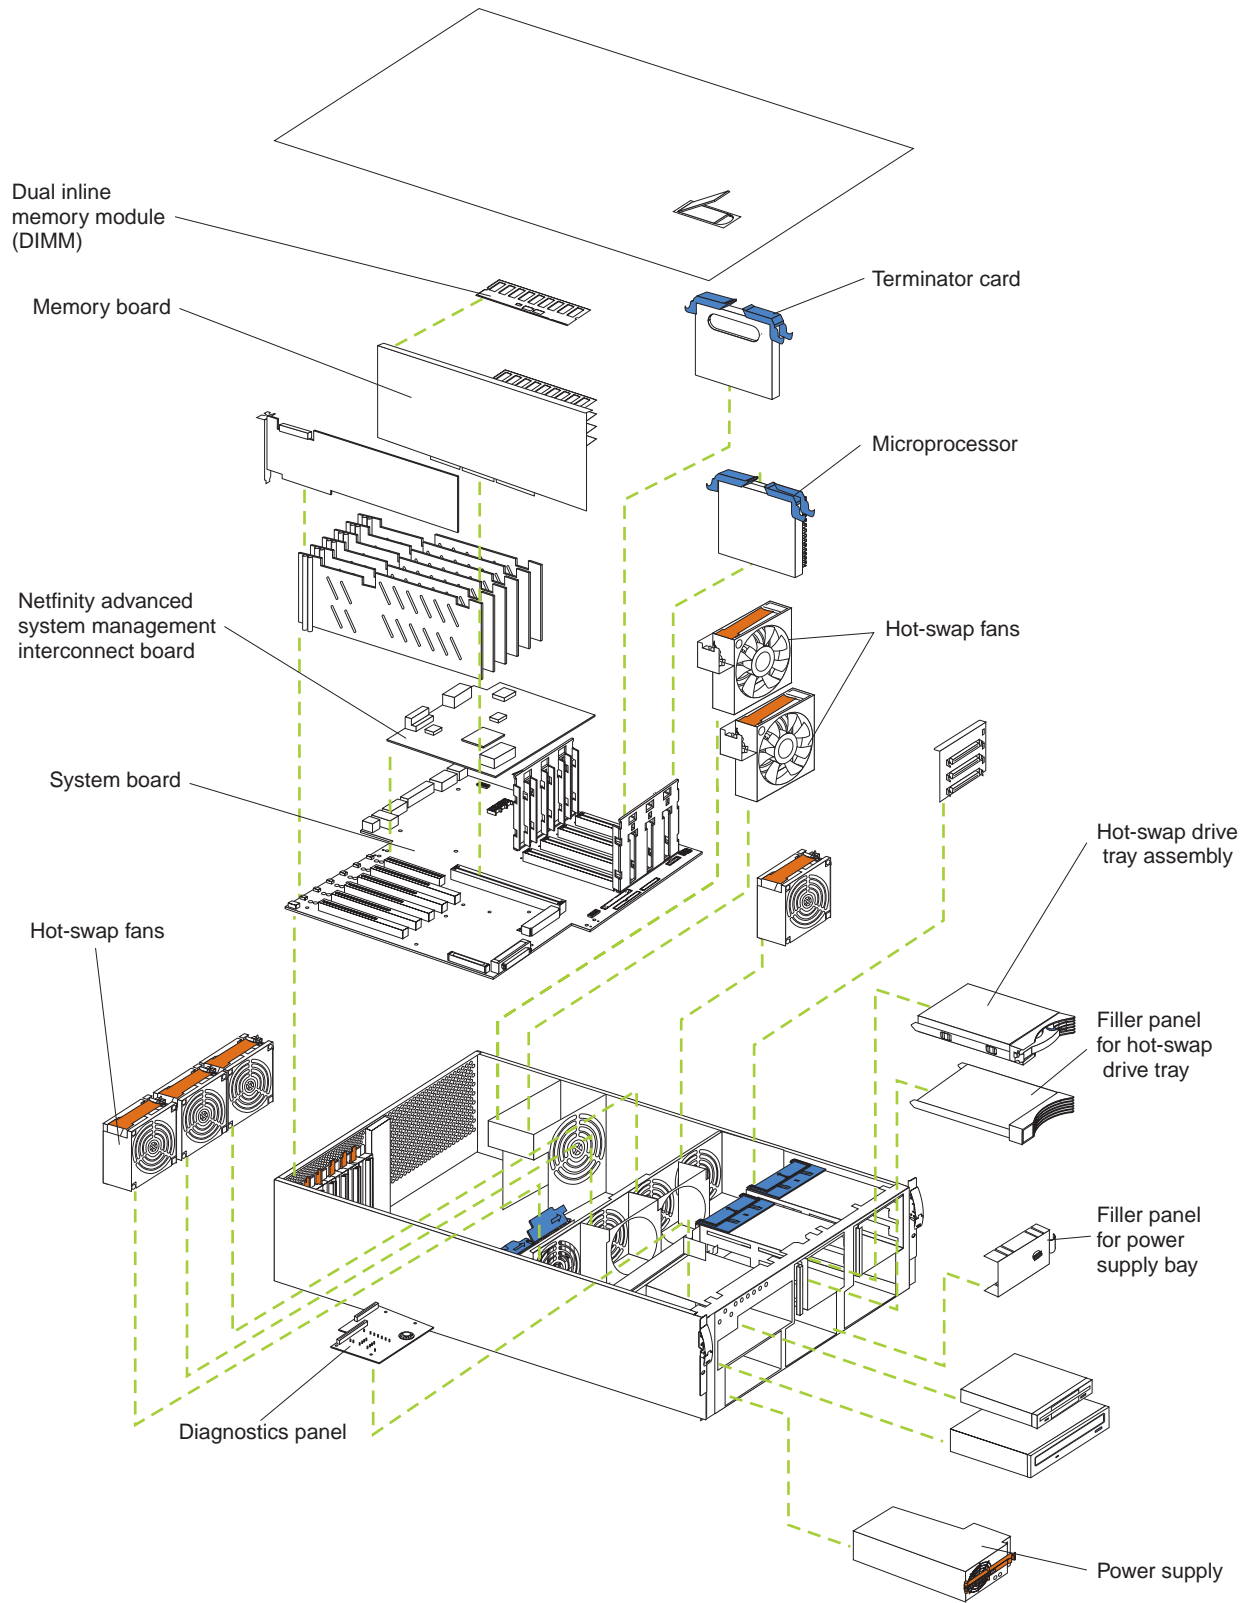 Dual inline
memory module
(DIMM)
Terminator card
Memory board
Microprocessor
Netfinity advanced
system management
interconnect board
Hot-swap fans
System board
Hot-swap drive
tray assembly
Hot-swap fans
Filler panel
for hot-swap
drive tray
Filler panel
for power
supply bay
Diagnostics panel
Power supply